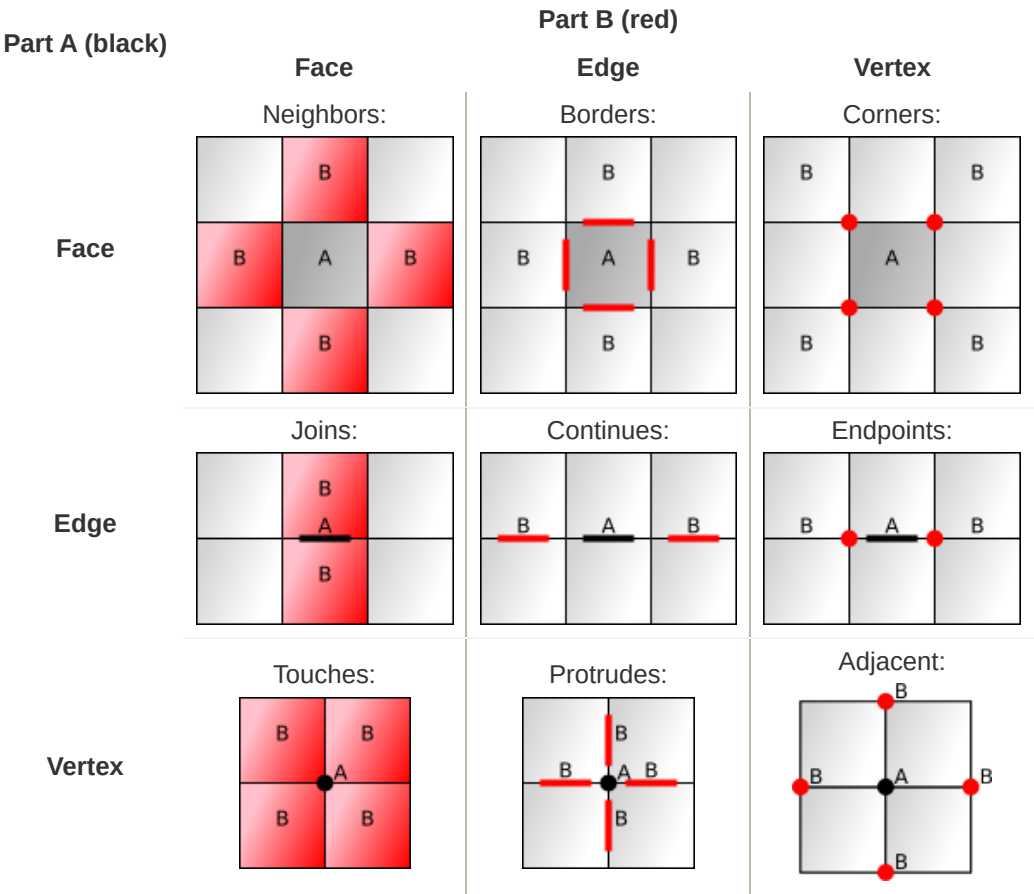 Part B (red)
Part A (black)
Face Edge Vertex
Neighbors: Borders: Corners:
B B B B
Face B A B B A B A
B B B B
Joins: Continues: Endpoints:
B
Edge A B A B B A B
B
Touches: Protrudes: Adjacent:
B
B B B
Vertex A B A B B A B
B B B
B